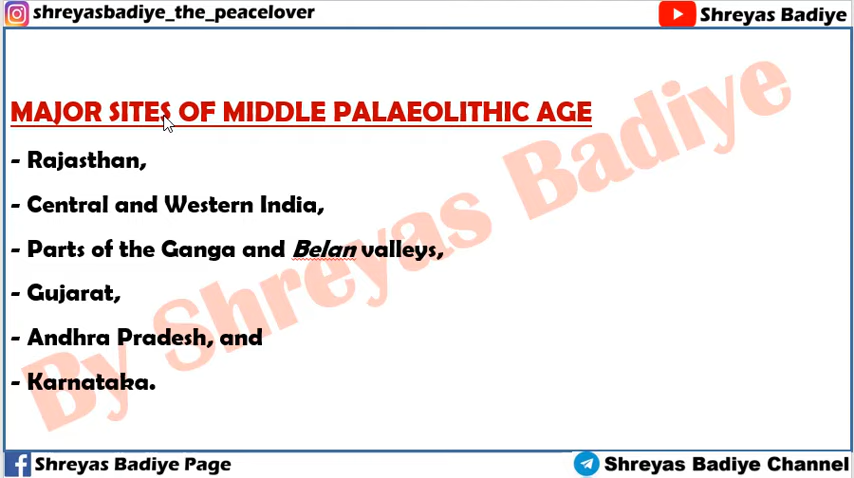 shreyasbadiye_the_peacelover
Shreyas Badiye
MAJOR SITES OF MIDDLE PALAEOLITHIC AGE
- Rajasthan,
- Central and Western India,
- Parts of the Ganga and Belan valleys,
- Gujarat,
- Andhra Pradesh, and
- Karnataka.
By Shreyas Badiye
Shreyas Badiye Page
Shreyas Badiye Channel